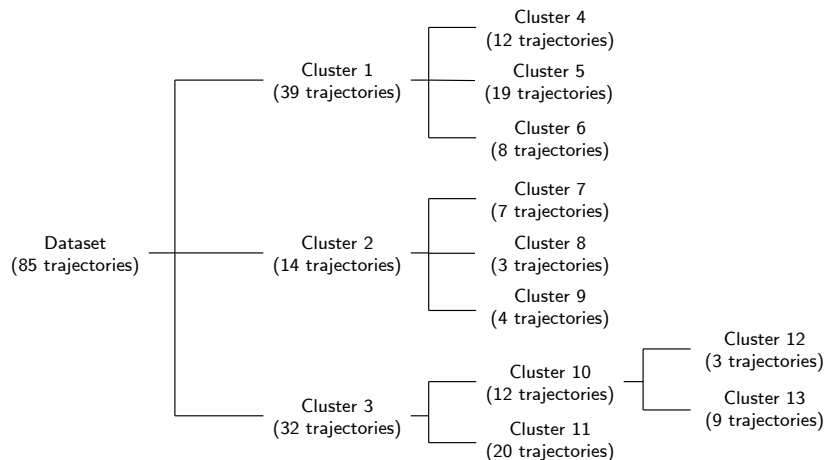 Dataset
(85 trajectories)
Cluster 1
(39 trajectories)
Cluster 4
(12 trajectories)
Cluster 5
(19 trajectories)
Cluster 6
(8 trajectories)
Cluster 2
(14 trajectories)
Cluster 7
(7 trajectories)
Cluster 8
(3 trajectories)
Cluster 9
(4 trajectories)
Cluster 3
(32 trajectories)
Cluster 10
(12 trajectories)
Cluster 12
(3 trajectories)
Cluster 13
(9 trajectories)
Cluster 11
(20 trajectories)